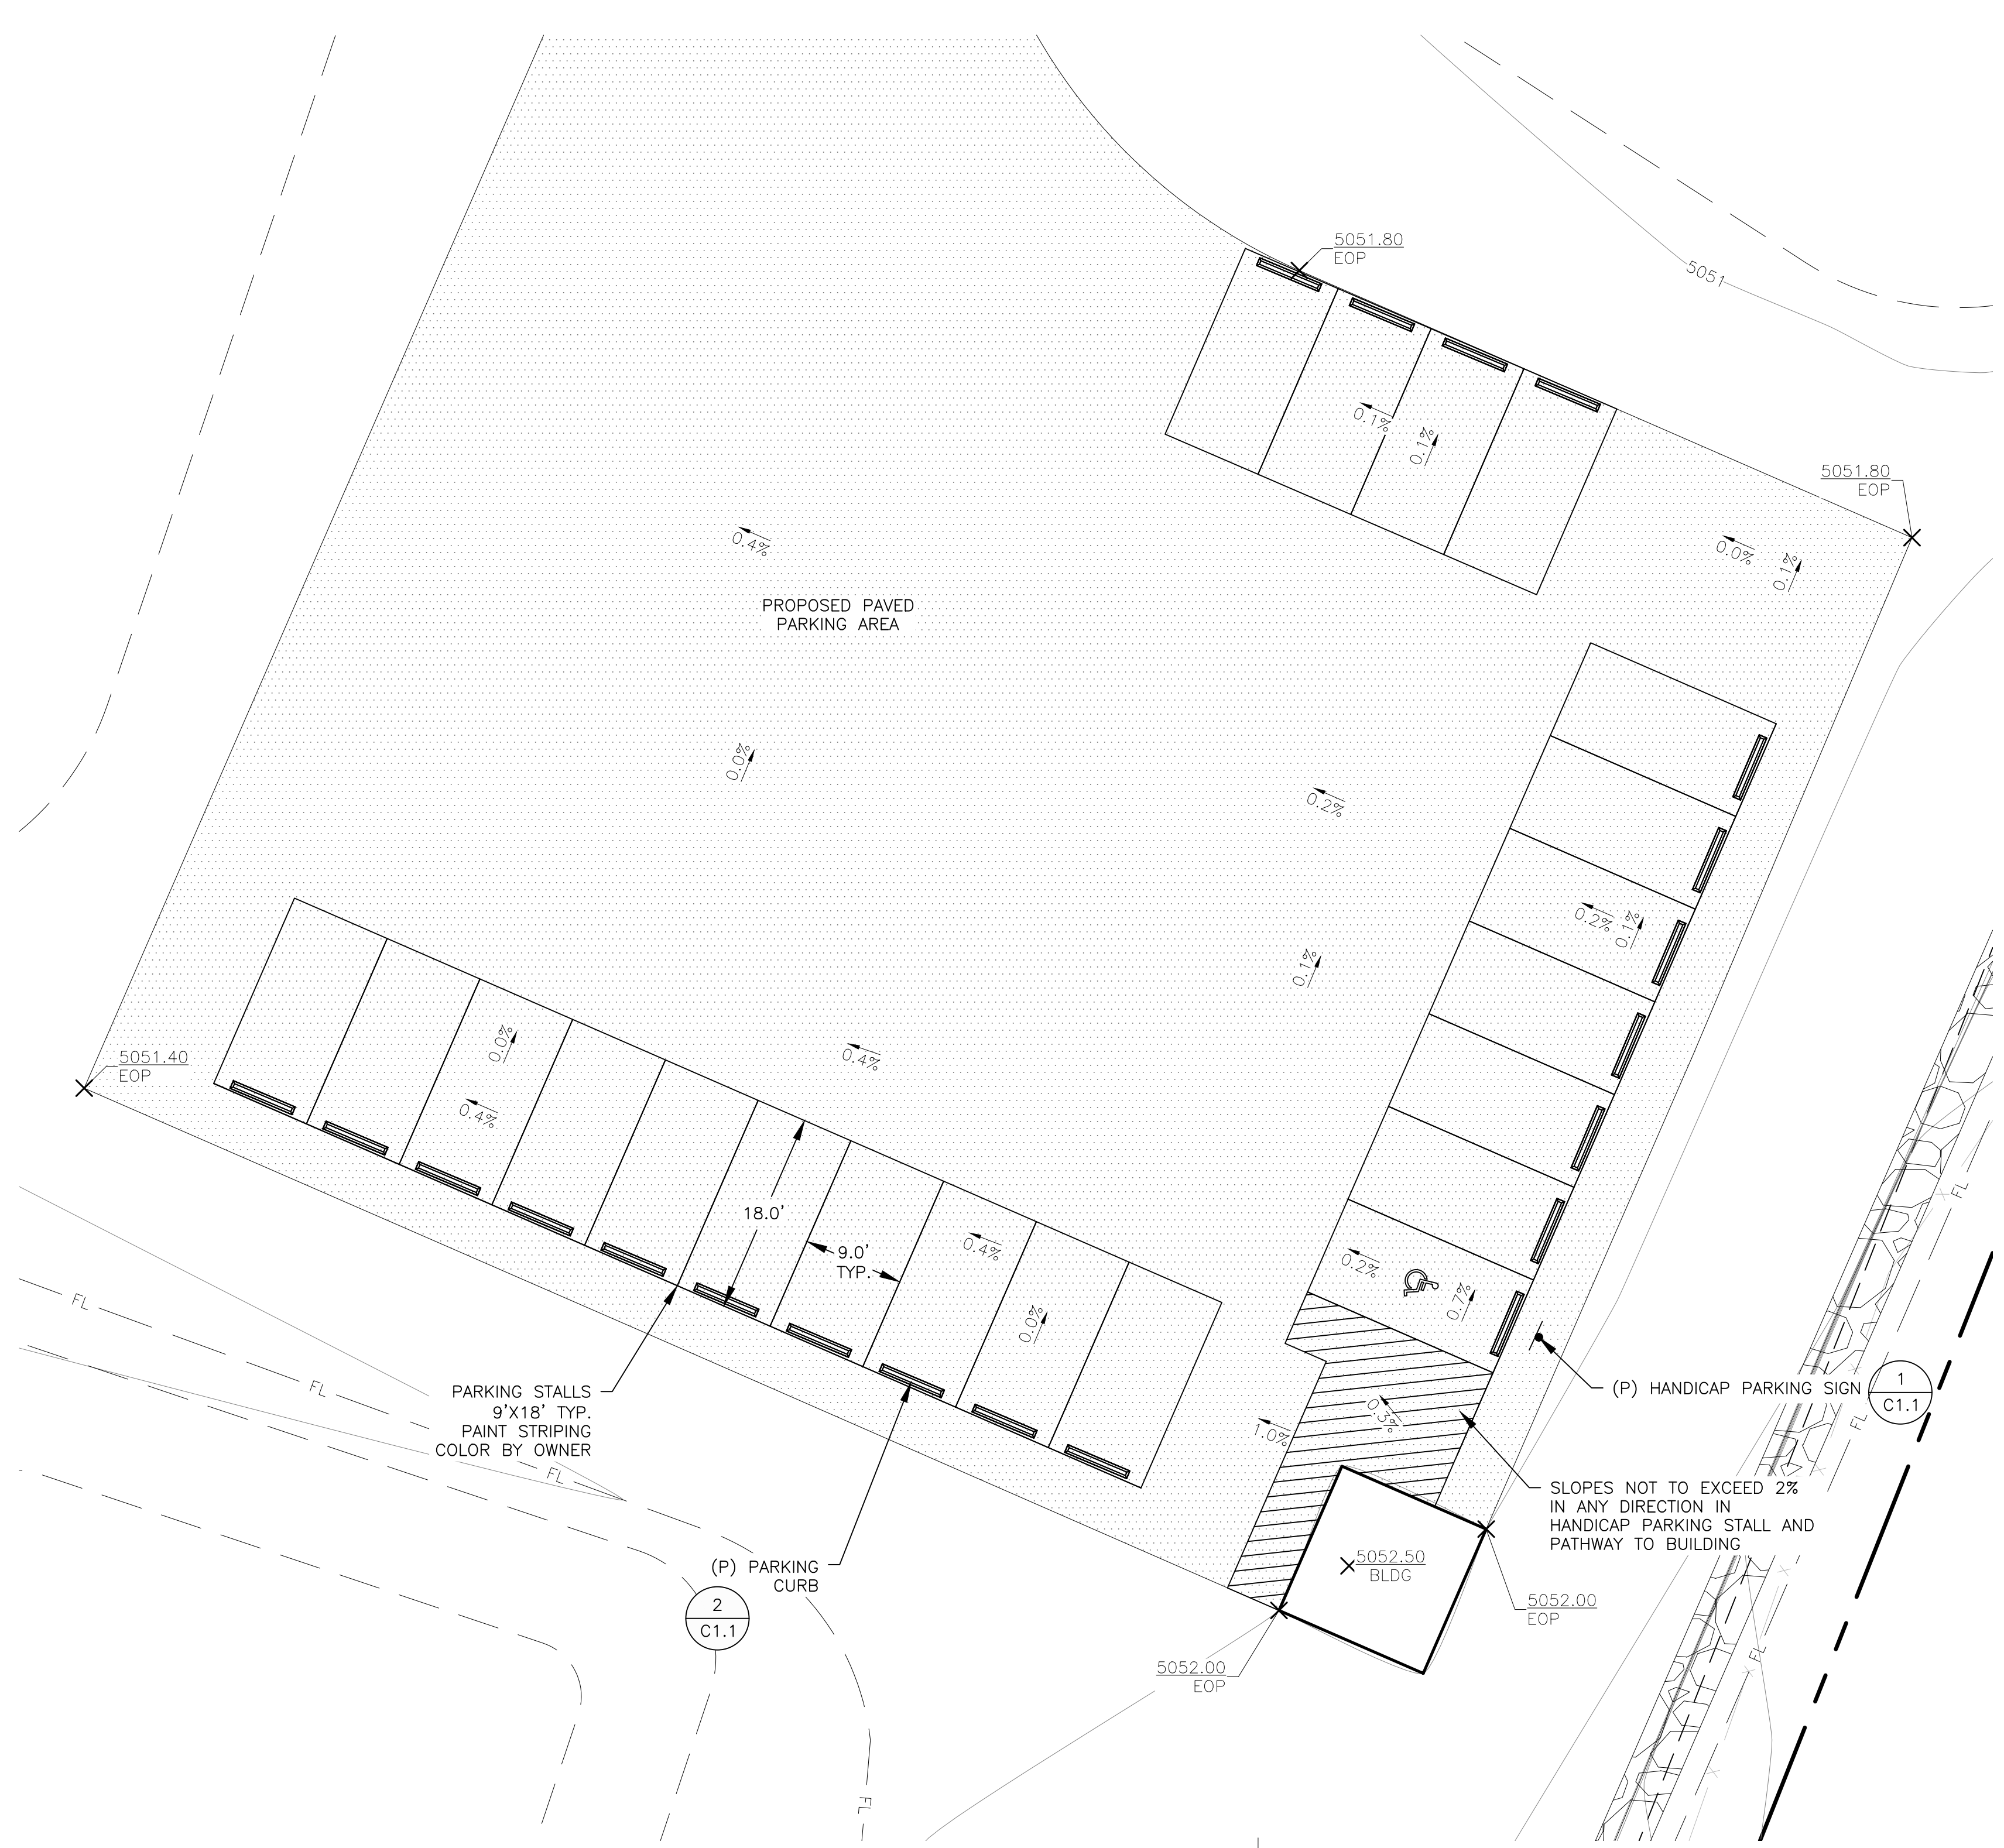 5051.80
EOP
5051
5051.80
EOP
0.1%
0.1%
0.4%
0.0%
0.1%
PROPOSED PAVED
PARKING AREA
0.0%
0.2%
0.2%
0.1%
0.1%
0.0%
0.4%
5051.40
EOP
0.4%
18.0'
9.0'
TYP.
0.4%
0.0%
0.2%
0.7%
FL
FL
FL
PARKING STALLS
9'X18' TYP.
PAINT STRIPING
COLOR BY OWNER
(P) HANDICAP PARKING SIGN
1
C1.1
FL
FL
1.0%
0.3%
SLOPES NOT TO EXCEED 2%
IN ANY DIRECTION IN
HANDICAP PARKING STALL AND
PATHWAY TO BUILDING
(P) PARKING
CURB
2
C1.1
5052.50
BLDG
5052.00
EOP
5052.00
EOP
FL
FL